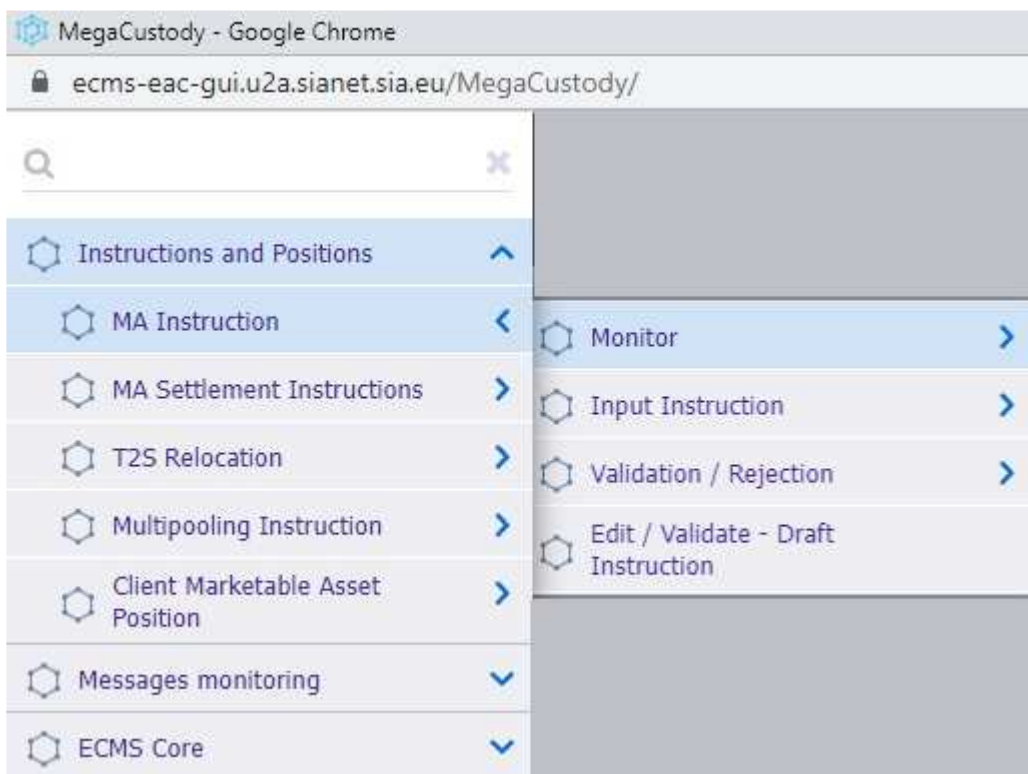 MegaCustody - Google Chrome
ecms-eac-gui.u2a.sianet.sia.eu/MegaCustody/
Instructions and Positions
MA Instruction
MA Settlement Instructions
T2S Relocation
Multipooling Instruction
Client Marketable Asset
Position
Messages monitoring
ECMS Core
Monitor
Input Instruction
Validation / Rejection
Edit / Validate - Draft
Instruction